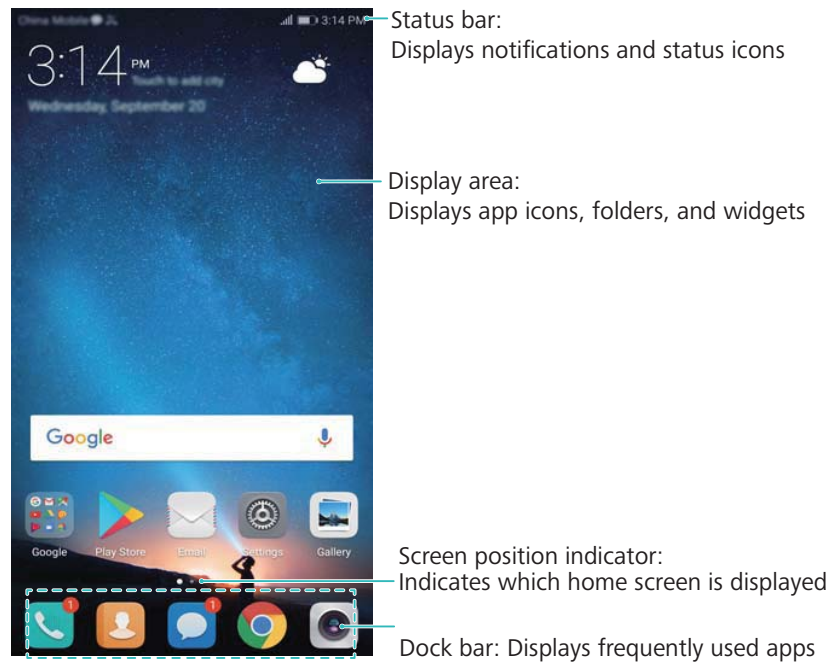 China Mobile 3:14 PM
Status bar:
Displays notifications and status icons
3:14 PM
Touch to add city
Wednesday, September 20
Display area:
Displays app icons, folders, and widgets
Google
Google Play Store Email Settings Gallery
Screen position indicator:
Indicates which home screen is displayed
1 1
Dock bar: Displays frequently used apps